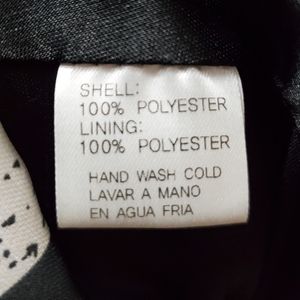 SHELL:
100% POLYESTER
LINING:
100% POLYESTER
HAND WASH COLD
LAVAR A MANO
EN AGUA FRIA